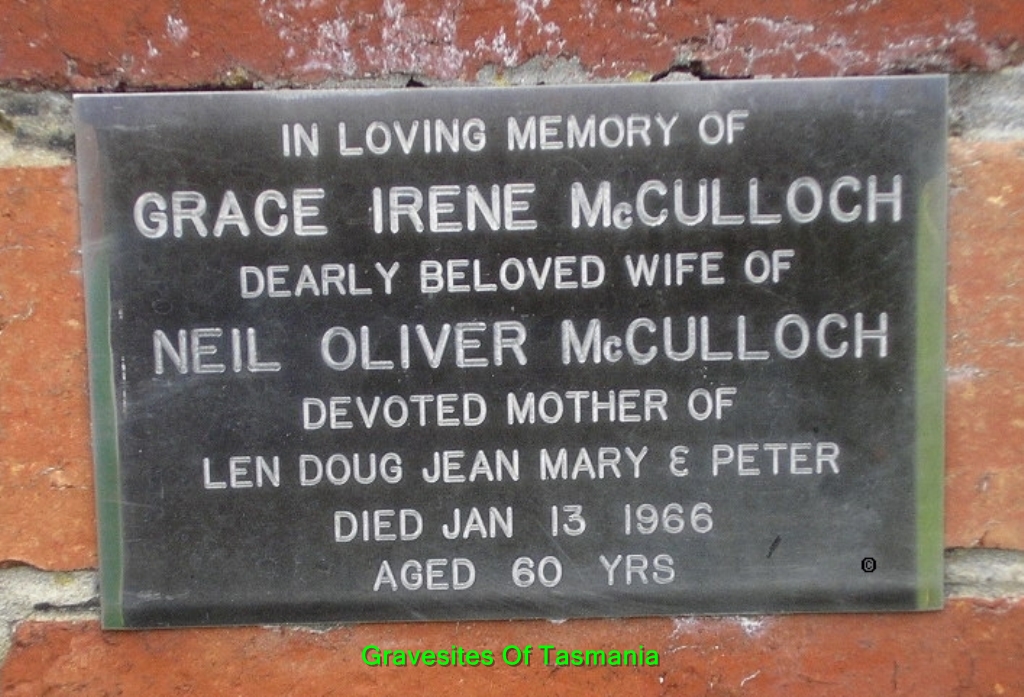 IN LOVING MEMORY OF
GRACE IRENE McCULLOCH
DEARLY BELOVED WIFE OF
NEIL OLIVER McCULLOCH
DEVOTED MOTHER OF
LEN DOUG JEAN MARY & PETER
DIED JAN 13 1966
AGED 60 YRS
©
Gravesites Of Tasmania